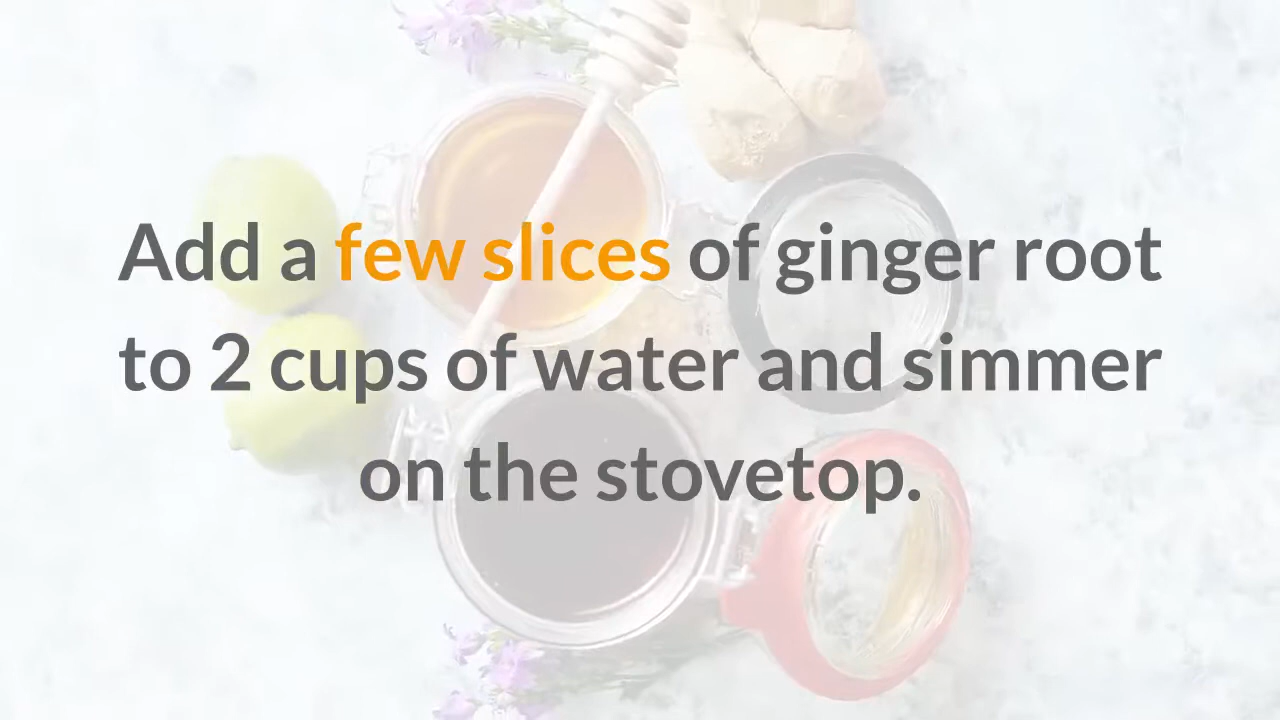 Add a few slices of ginger root
to 2 cups of water and simmer
on the stovetop.